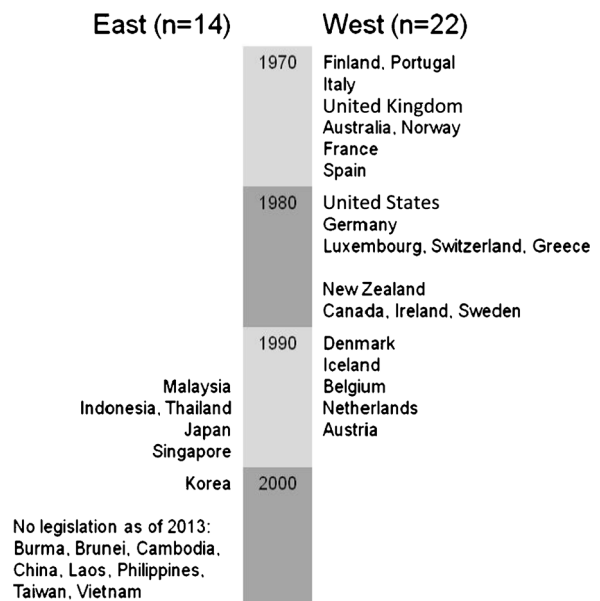 East (n=14)
West (n=22)
1970
Finland, Portugal
Italy
United Kingdom
Australia, Norway
France
Spain
1980
United States
Germany
Luxembourg, Switzerland, Greece
New Zealand
Canada, Ireland, Sweden
1990
Denmark
Iceland
Malaysia
Belgium
Indonesia, Thailand
Netherlands
Japan
Austria
Singapore
Korea
2000
No legislation as of 2013:
Burma, Brunei, Cambodia,
China, Laos, Philippines,
Taiwan, Vietnam